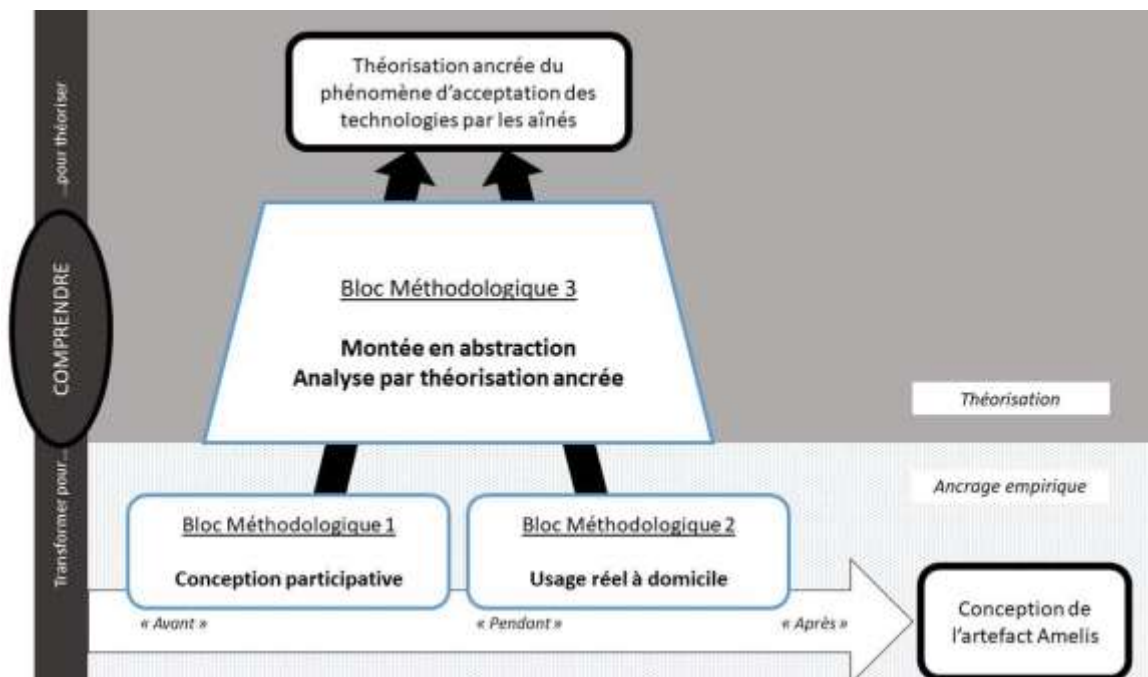 Théorisation ancrée du
phénomène d'acceptation des
technologies par les aînés
...pour théoriser
COMPRENDRE
Transformer pour...
Bloc Méthodologique 3
Montée en abstraction
Analyse par théorisation ancrée
Théorisation
Ancrage empirique
Bloc Méthodologique 1
Conception participative
Bloc Méthodologique 2
Usage réel à domicile
« Avant »
« Pendant »
« Après »
Conception de
l'artefact Amelis